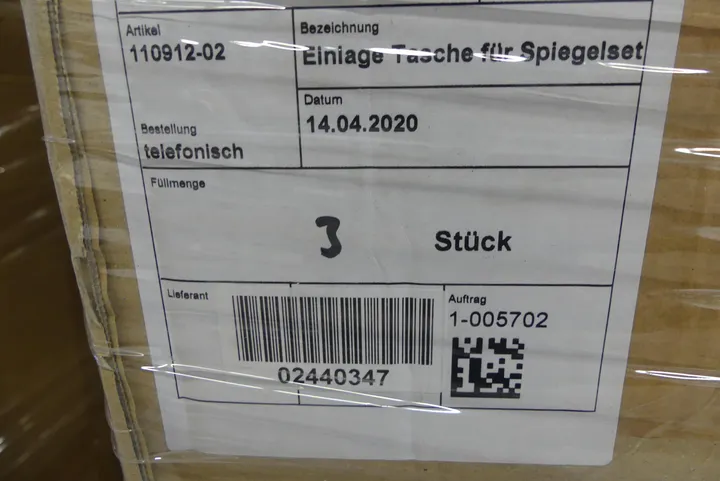 Artikel
110912-02
Bezeichnung
Einlage Tasche für Spiegelset
Datum
14.04.2020
Bestellung
telefonisch
Füllmenge
3 Stück
Lieferant
02440347
Auftrag
1-005702